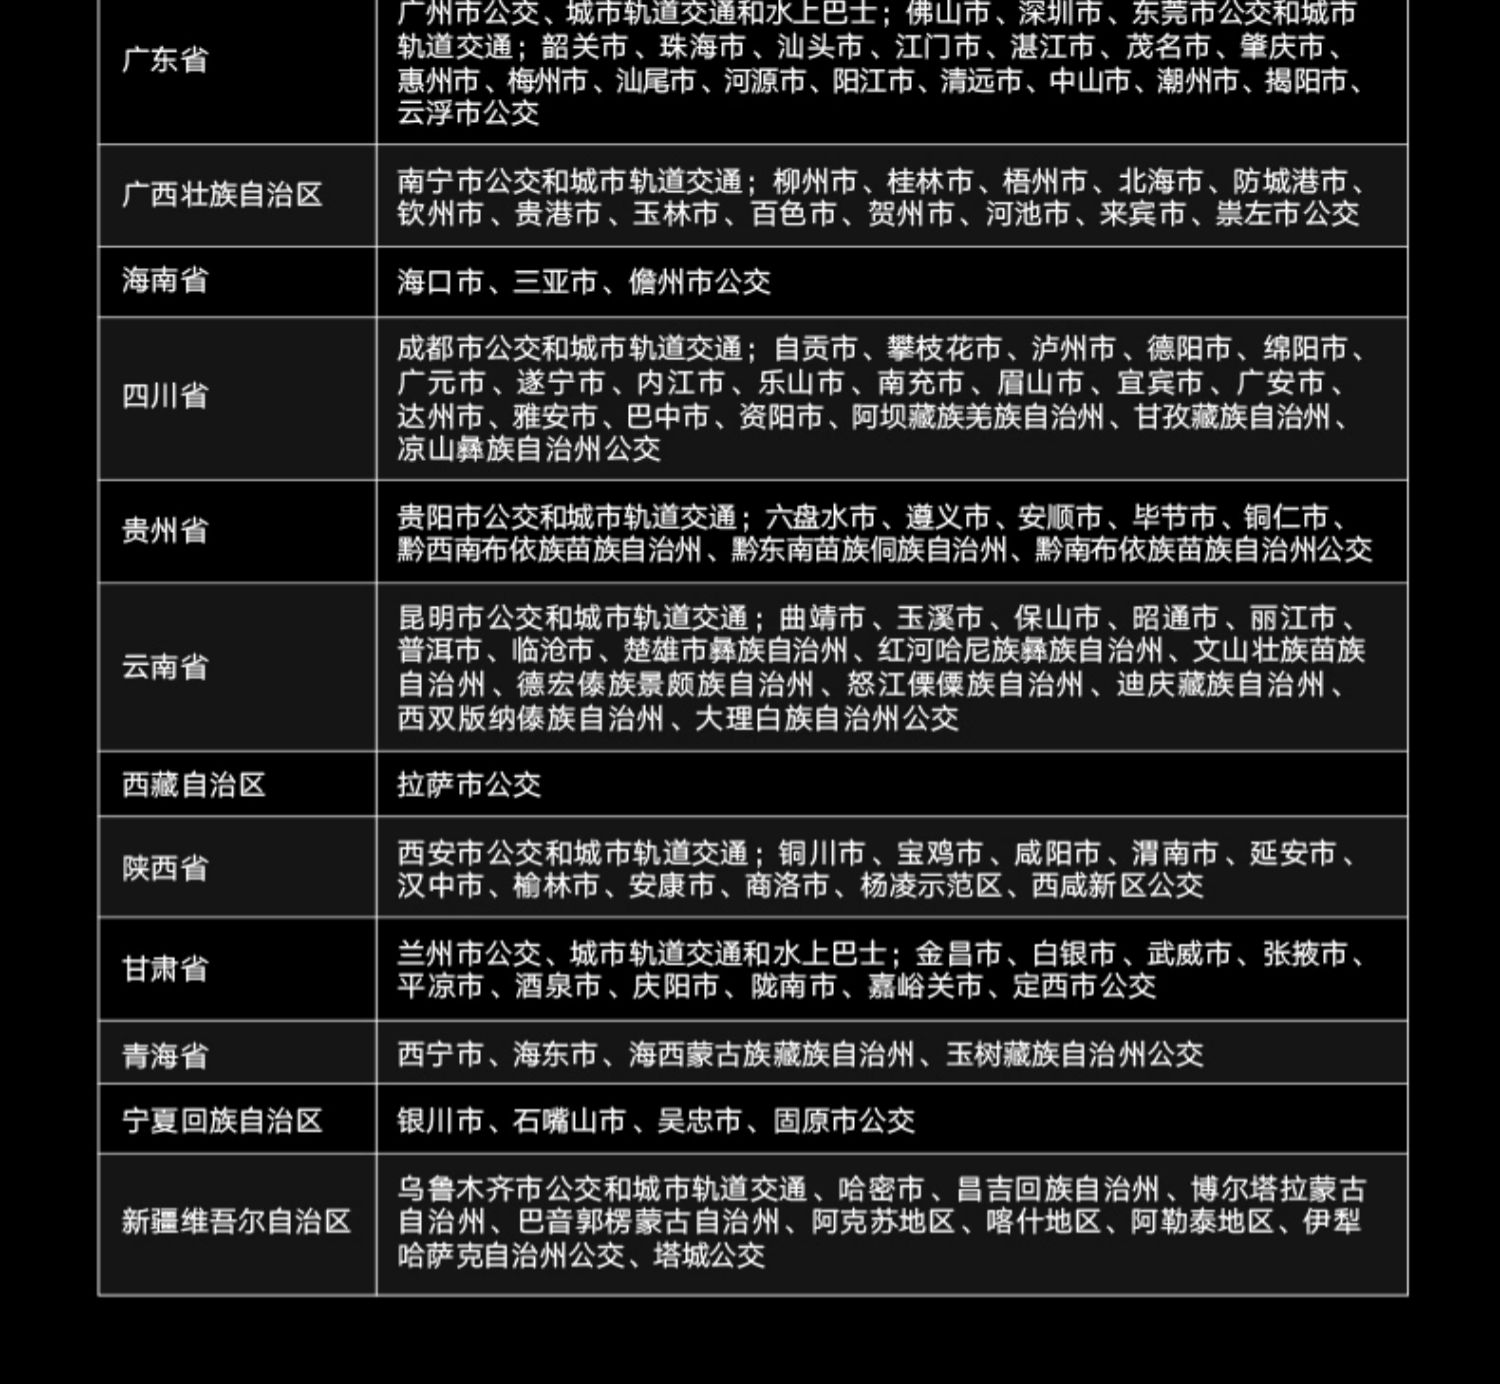 广东省
广州市公交、城市轨道交通和水上巴士；佛山市、深圳市、东莞市公交和城市
轨道交通；韶关市、珠海市、汕头市、江门市、湛江市、茂名市、肇庆市、
惠州市、梅州市、汕尾市、河源市、阳江市、清远市、中山市、潮州市、揭阳市、
云浮市公交
广西壮族自治区
南宁市公交和城市轨道交通；柳州市、桂林市、梧州市、北海市、防城港市、
钦州市、贵港市、玉林市、百色市、贺州市、河池市、来宾市、崇左市公交
海南省
海口市、三亚市、儋州市公交
四川省
成都市公交和城市轨道交通；自贡市、攀枝花市、泸州市、德阳市、绵阳市、
广元市、遂宁市、内江市、乐山市、南充市、眉山市、宜宾市、广安市、
达州市、雅安市、巴中市、资阳市、阿坝藏族羌族自治州、甘孜藏族自治州、
凉山彝族自治州公交
贵州省
贵阳市公交和城市轨道交通；六盘水市、遵义市、安顺市、毕节市、铜仁市、
黔西南布依族苗族自治州、黔东南苗族侗族自治州、黔南布依族苗族自治州公交
云南省
昆明市公交和城市轨道交通；曲靖市、玉溪市、保山市、昭通市、丽江市、
普洱市、临沧市、楚雄市彝族自治州、红河哈尼族彝族自治州、文山壮族苗族
自治州、德宏傣族景颇族自治州、怒江傈僳族自治州、迪庆藏族自治州、
西双版纳傣族自治州、大理白族自治州公交
西藏自治区
拉萨市公交
陕西省
西安市公交和城市轨道交通；铜川市、宝鸡市、咸阳市、渭南市、延安市、
汉中市、榆林市、安康市、商洛市、杨凌示范区、西咸新区公交
甘肃省
兰州市公交、城市轨道交通和水上巴士；金昌市、白银市、武威市、张掖市、
平凉市、酒泉市、庆阳市、陇南市、嘉峪关市、定西市公交
青海省
西宁市、海东市、海西蒙古族藏族自治州、玉树藏族自治州公交
宁夏回族自治区
银川市、石嘴山市、吴忠市、固原市公交
新疆维吾尔自治区
乌鲁木齐市公交和城市轨道交通、哈密市、昌吉回族自治州、博尔塔拉蒙古
自治州、巴音郭楞蒙古自治州、阿克苏地区、喀什地区、阿勒泰地区、伊犁
哈萨克自治州公交、塔城公交